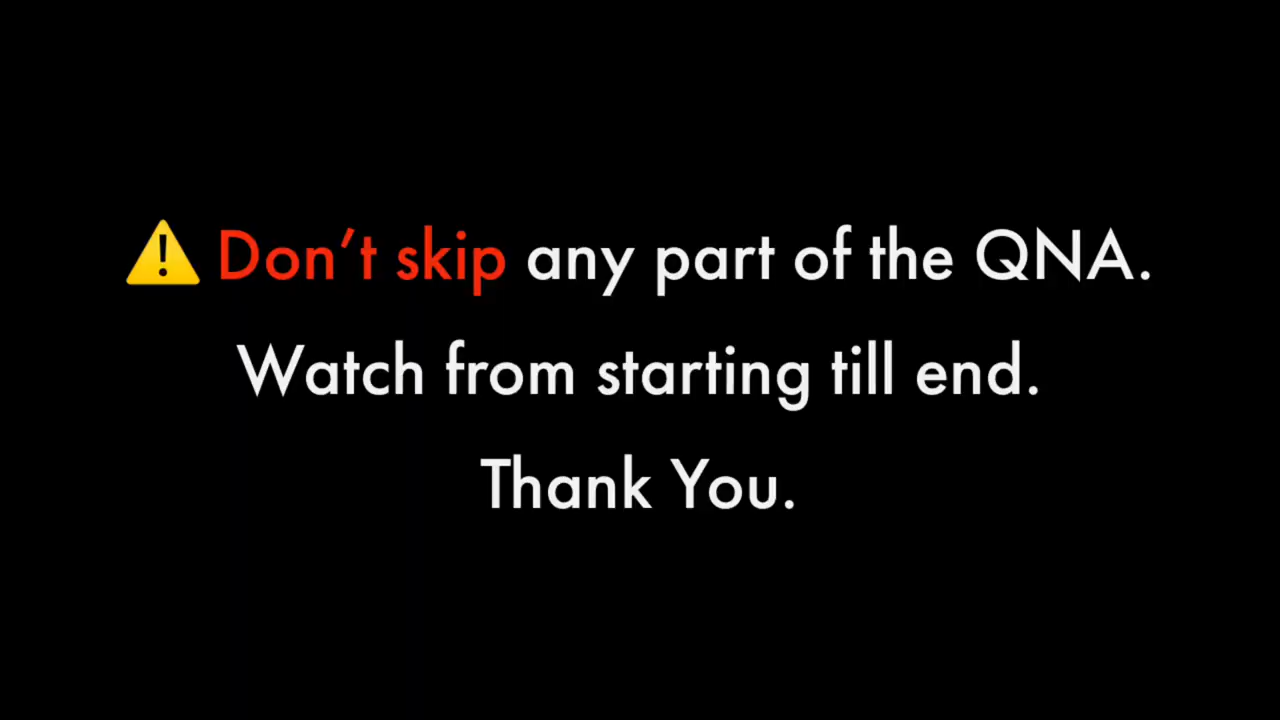 ⚠️ Don’t skip any part of the QNA.
Watch from starting till end.
Thank You.